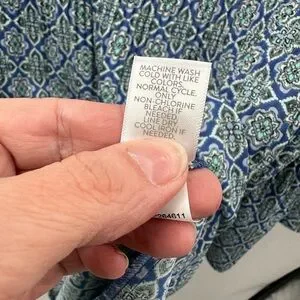 MACHINE WASH
COLD WITH LIKE
COLORS.
NORMAL CYCLE.
ONLY
NON-CHLORINE
BLEACH IF
NEEDED.
LINE DRY
COOL IRON IF
NEEDED.